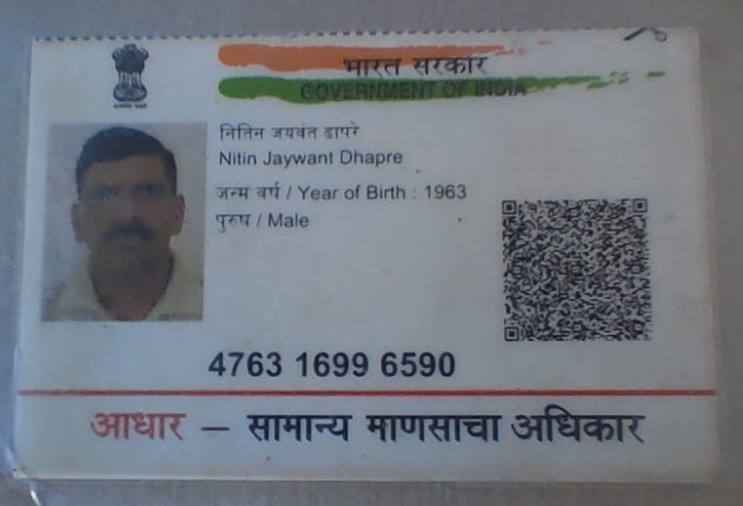 भारत सरकार
GOVERNMENT OF INDIA
नितिन जयवंत ढापरे
Nitin Jaywant Dhapre
जन्म वर्ष / Year of Birth : 1963
पुरुष / Male
4763 1699 6590
आधार – सामान्य माणसाचा अधिकार